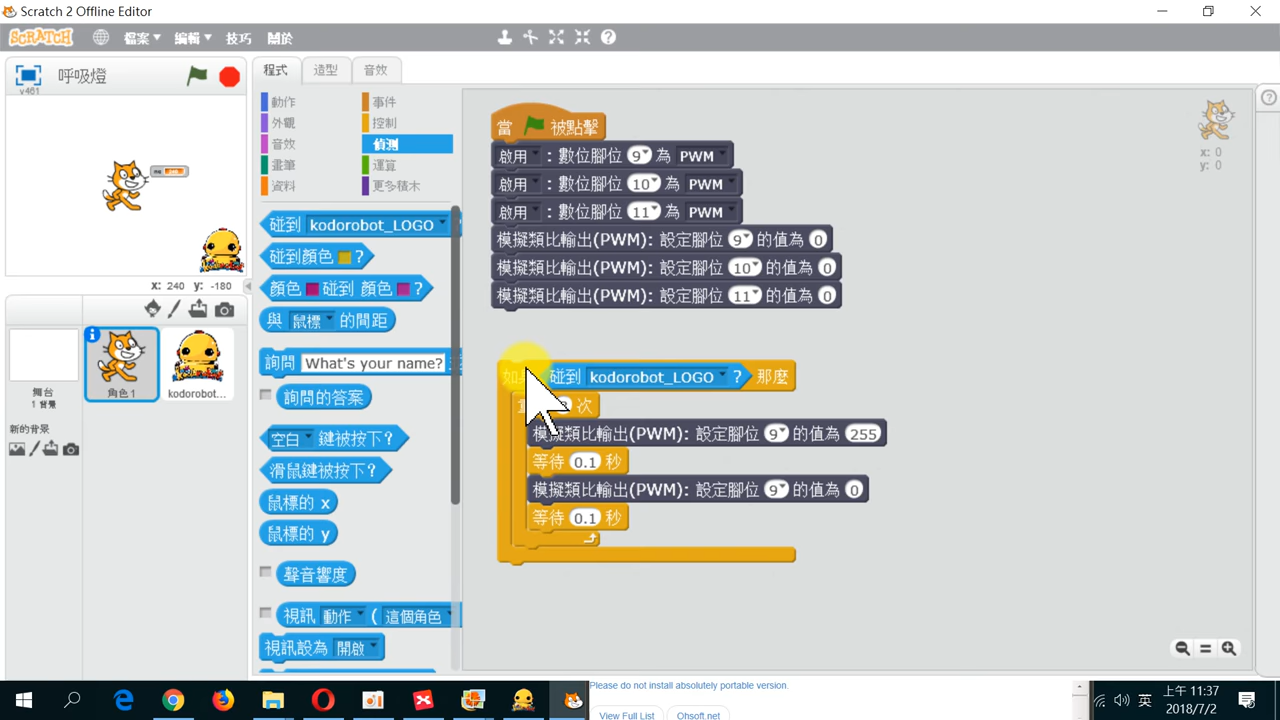 Scratch 2 Offline Editor
SCRATCH 檔案 編輯 技巧 關於
呼吸燈
v461
x: 240 y: -180
角色1
kodorobot...
舞台
1 背景
新的背景
程式 造型 音效
動作 事件
外觀 控制
音效 偵測
畫筆 運算
資料 更多積木
碰到 kodorobot_LOGO
碰到顏色 ?
顏色 碰到 顏色 ?
與 鼠標 的間距
詢問 What's your name?
詢問的答案
空白 鍵被按下?
滑鼠鍵被按下?
鼠標的 x
鼠標的 y
聲音響度
視訊 動作 ( 這個角色
視訊設為 開啟
當 被點擊
啟用 : 數位腳位 9 為 PWM
啟用 : 數位腳位 10 為 PWM
啟用 : 數位腳位 11 為 PWM
模擬類比輸出(PWM): 設定腳位 9 的值為 0
模擬類比輸出(PWM): 設定腳位 10 的值為 0
模擬類比輸出(PWM): 設定腳位 11 的值為 0
如果 碰到 kodorobot_LOGO ? 那麼
次
模擬類比輸出(PWM): 設定腳位 9 的值為 255
等待 0.1 秒
模擬類比輸出(PWM): 設定腳位 9 的值為 0
等待 0.1 秒
x: 0
y: 0
Please do not install absolutely portable version.
View Full List Ohsoft.net
英
上午 11:37
2018/7/2